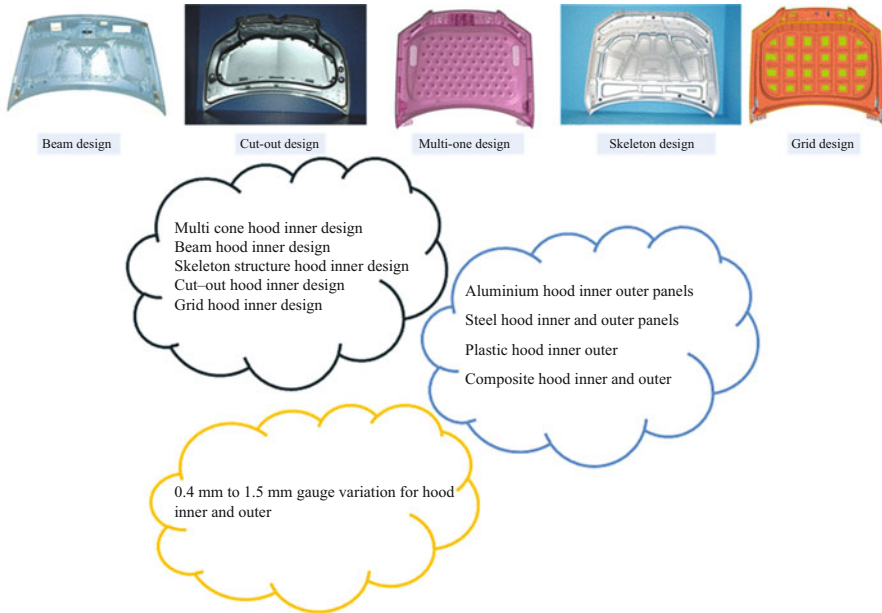 Beam design
Cut-out design
Multi-one design
Skeleton design
Grid design
Multi cone hood inner design
Beam hood inner design
Skeleton structure hood inner design
Cut–out hood inner design
Grid hood inner design
Aluminium hood inner outer panels
Steel hood inner and outer panels
Plastic hood inner outer
Composite hood inner and outer
0.4 mm to 1.5 mm gauge variation for hood
inner and outer